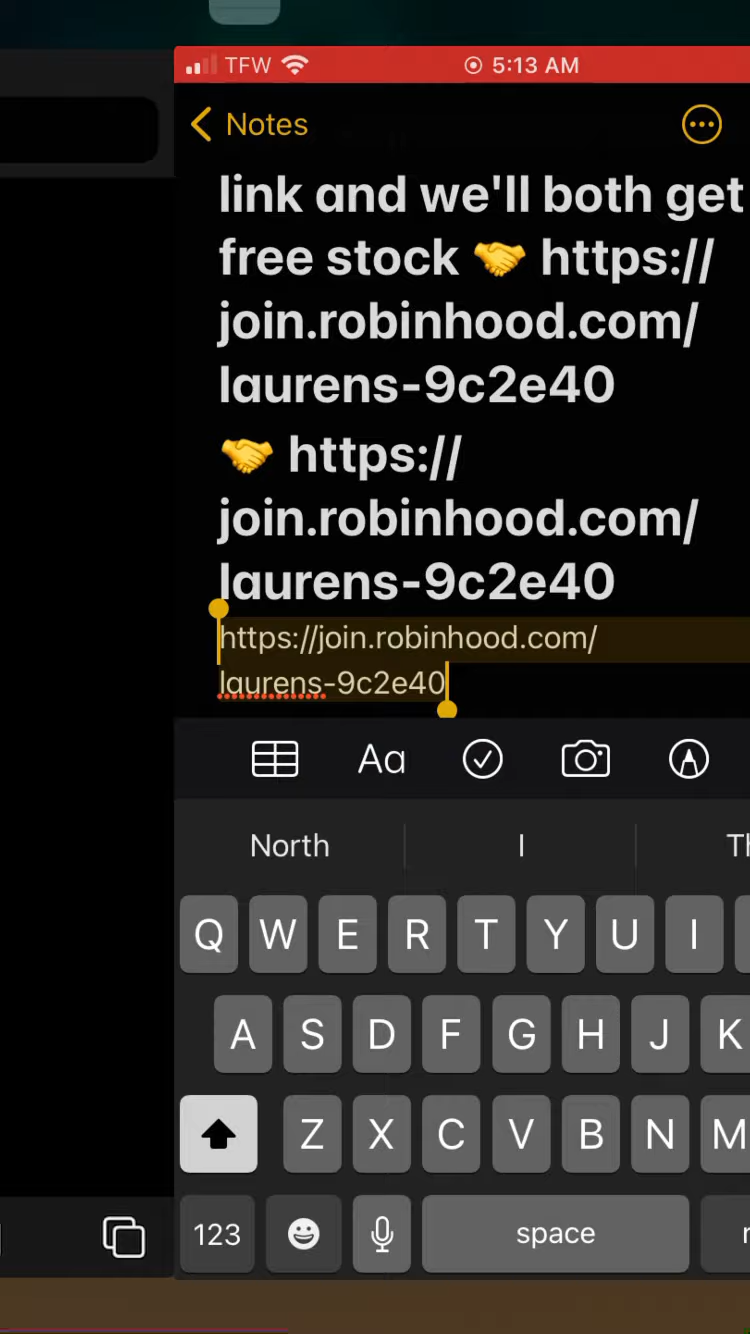 TFW 5:13 AM
Notes
link and we'll both get
free stock 🤝 https://
join.robinhood.com/
laurens-9c2e40
🤝 https://
join.robinhood.com/
laurens-9c2e40
https://join.robinhood.com/
laurens-9c2e40
Aa
North I Th
Q W E R T Y U I
A S D F G H J K
Z X C V B N M
123 space